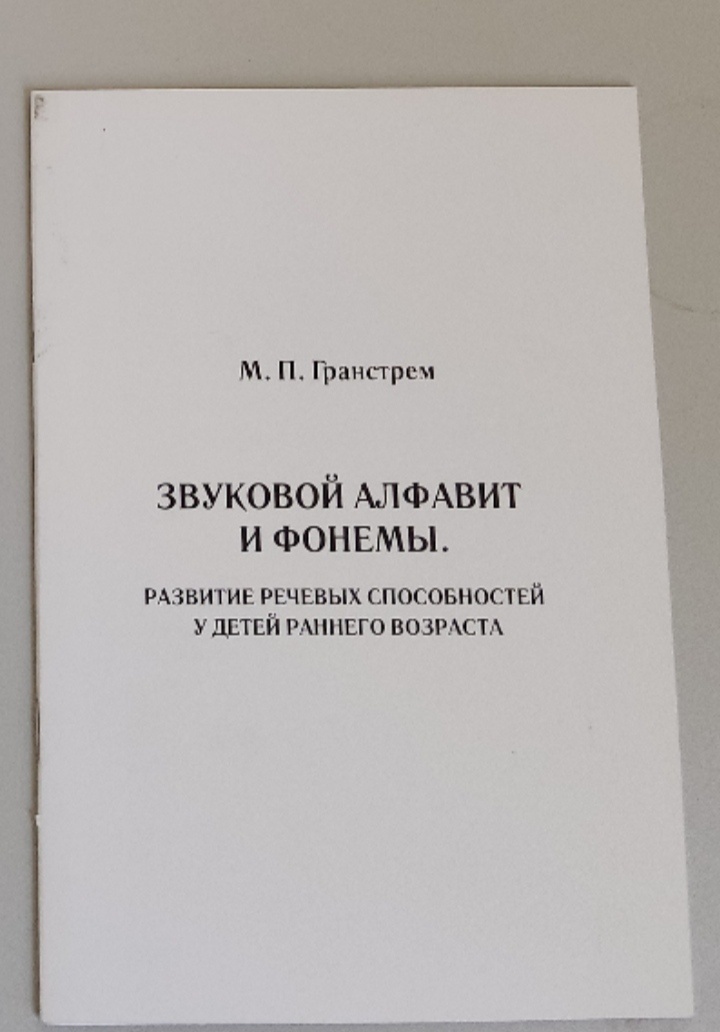 М. П. Гранстрем
ЗВУКОВОЙ АЛФАВИТ
И ФОНЕМЫ.
РАЗВИТИЕ РЕЧЕВЫХ СПОСОБНОСТЕЙ
У ДЕТЕЙ РАННЕГО ВОЗРАСТА